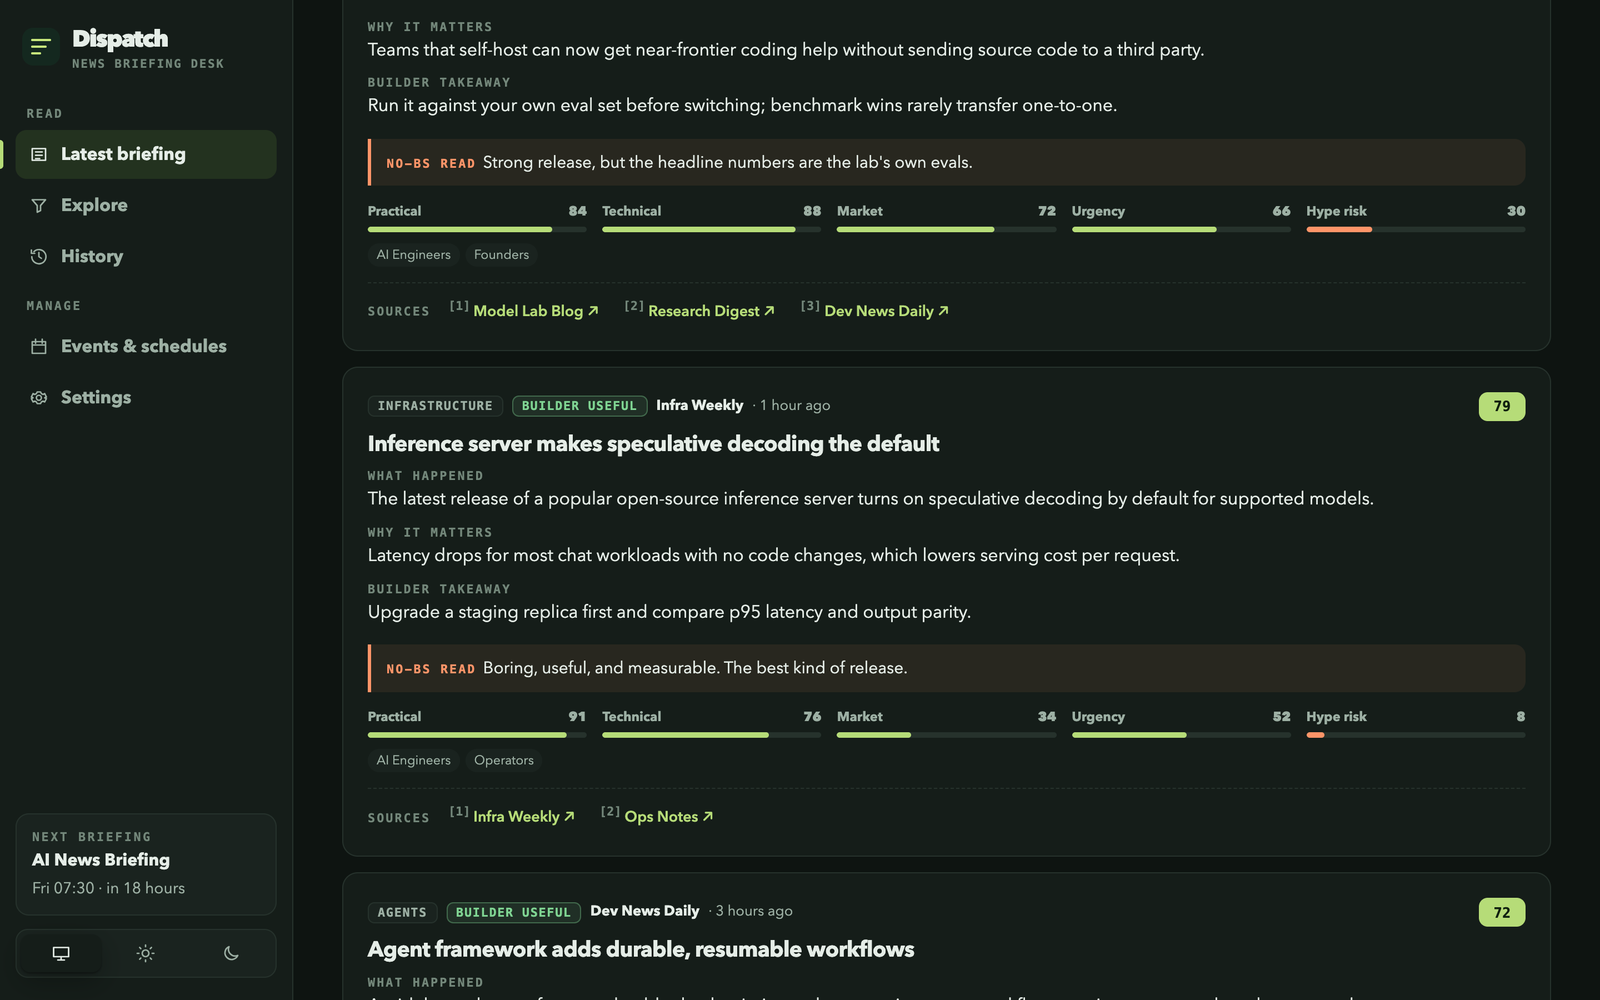 Dispatch
NEWS BRIEFING DESK
READ
Latest briefing
Explore
History
MANAGE
Events & schedules
Settings
NEXT BRIEFING
AI News Briefing
Fri 07:30 · in 18 hours
WHY IT MATTERS
Teams that self-host can now get near-frontier coding help without sending source code to a third party.
BUILDER TAKEAWAY
Run it against your own eval set before switching; benchmark wins rarely transfer one-to-one.
NO-BS READ Strong release, but the headline numbers are the lab's own evals.
Practical 84 Technical 88 Market 72 Urgency 66 Hype risk 30
AI Engineers Founders
SOURCES [1] Model Lab Blog ↗ [2] Research Digest ↗ [3] Dev News Daily ↗
INFRASTRUCTURE BUILDER USEFUL Infra Weekly · 1 hour ago 79
Inference server makes speculative decoding the default
WHAT HAPPENED
The latest release of a popular open-source inference server turns on speculative decoding by default for supported models.
WHY IT MATTERS
Latency drops for most chat workloads with no code changes, which lowers serving cost per request.
BUILDER TAKEAWAY
Upgrade a staging replica first and compare p95 latency and output parity.
NO-BS READ Boring, useful, and measurable. The best kind of release.
Practical 91 Technical 76 Market 34 Urgency 52 Hype risk 8
AI Engineers Operators
SOURCES [1] Infra Weekly ↗ [2] Ops Notes ↗
AGENTS BUILDER USEFUL Dev News Daily · 3 hours ago 72
Agent framework adds durable, resumable workflows
WHAT HAPPENED